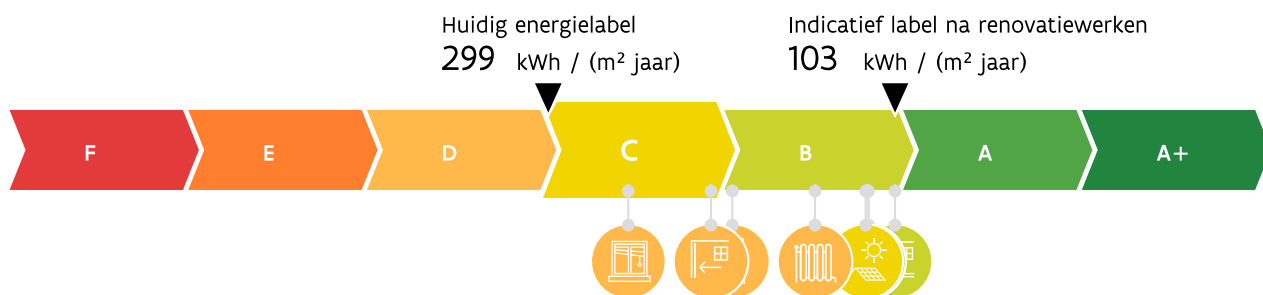 Huidig energielabel
299 kWh / (m² jaar)
Indicatief label na renovatiewerken
103 kWh / (m² jaar)
F E D C B A A+